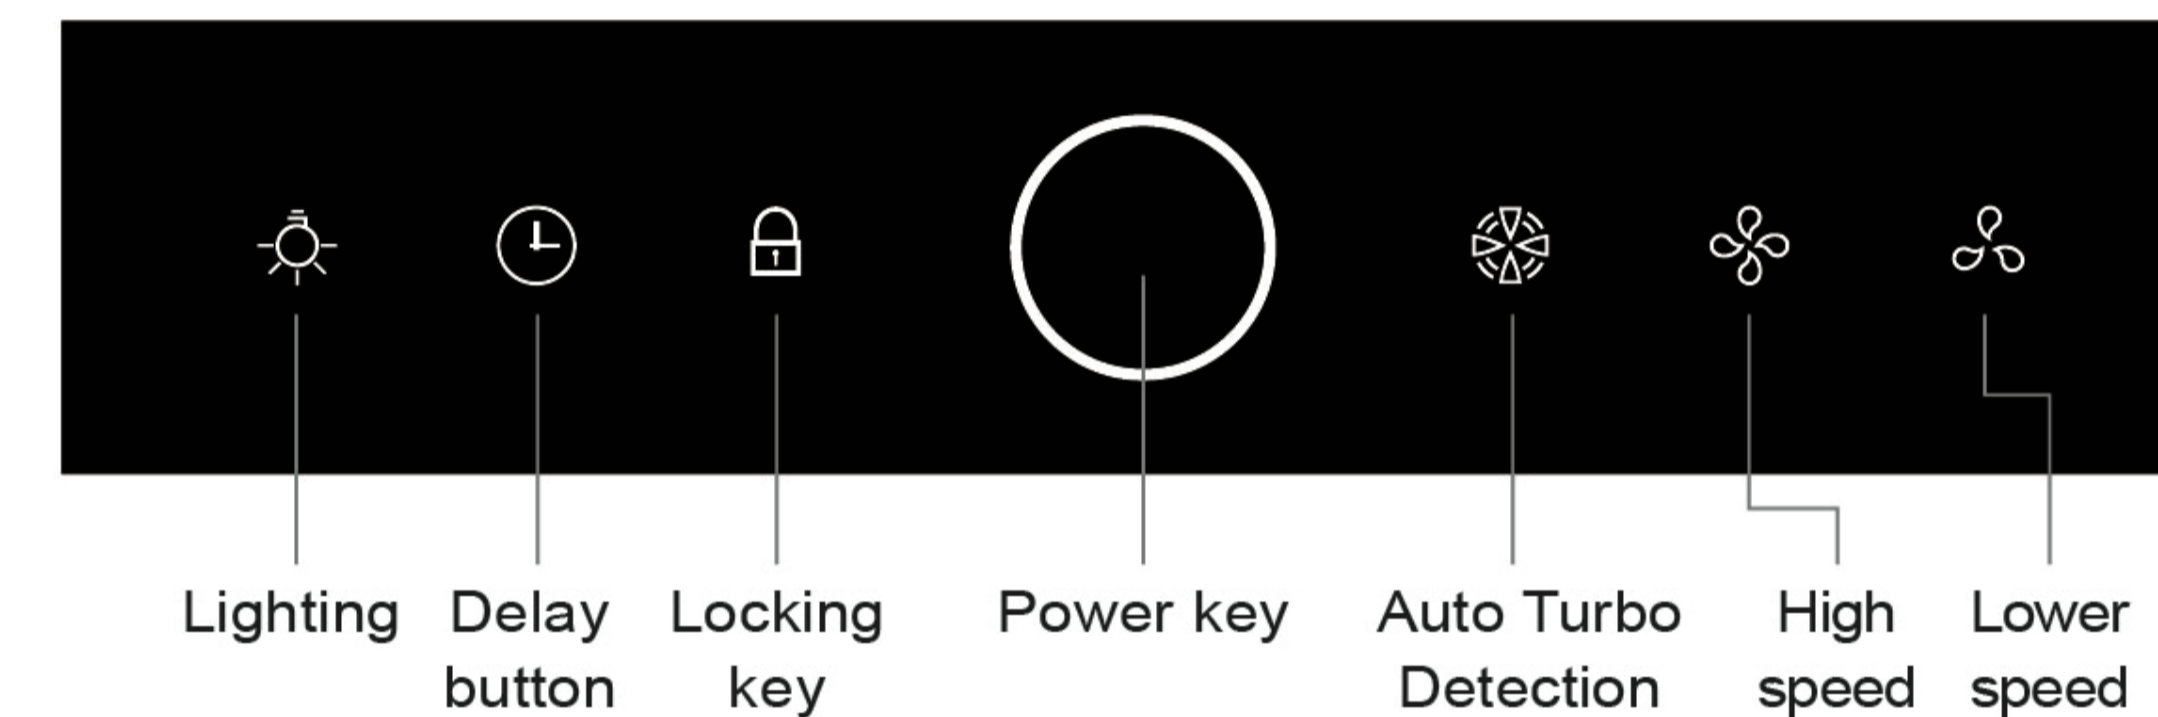 Lighting
Delay
button
Locking
key
Power key
Auto Turbo
Detection
High
speed
Lower
speed